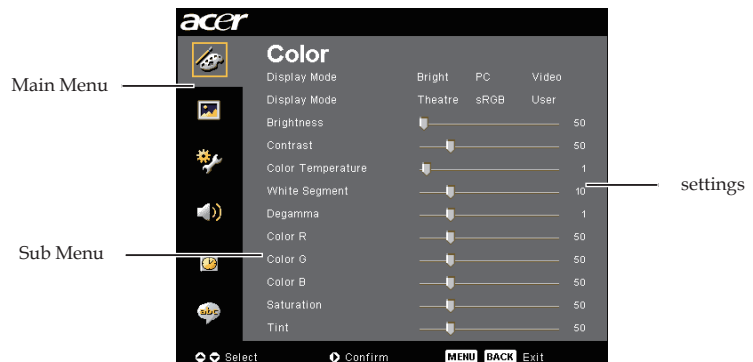 acer
Color
Display Mode Bright PC Video
Main Menu
Display Mode Theatre sRGB User
Brightness 50
Contrast 50
Color Temperature 1
White Segment 10
settings
Degamma 1
Color R 50
Sub Menu
Color G 50
abc
Color B 50
Saturation 50
Tint 50
Select Confirm MENU BACK Exit